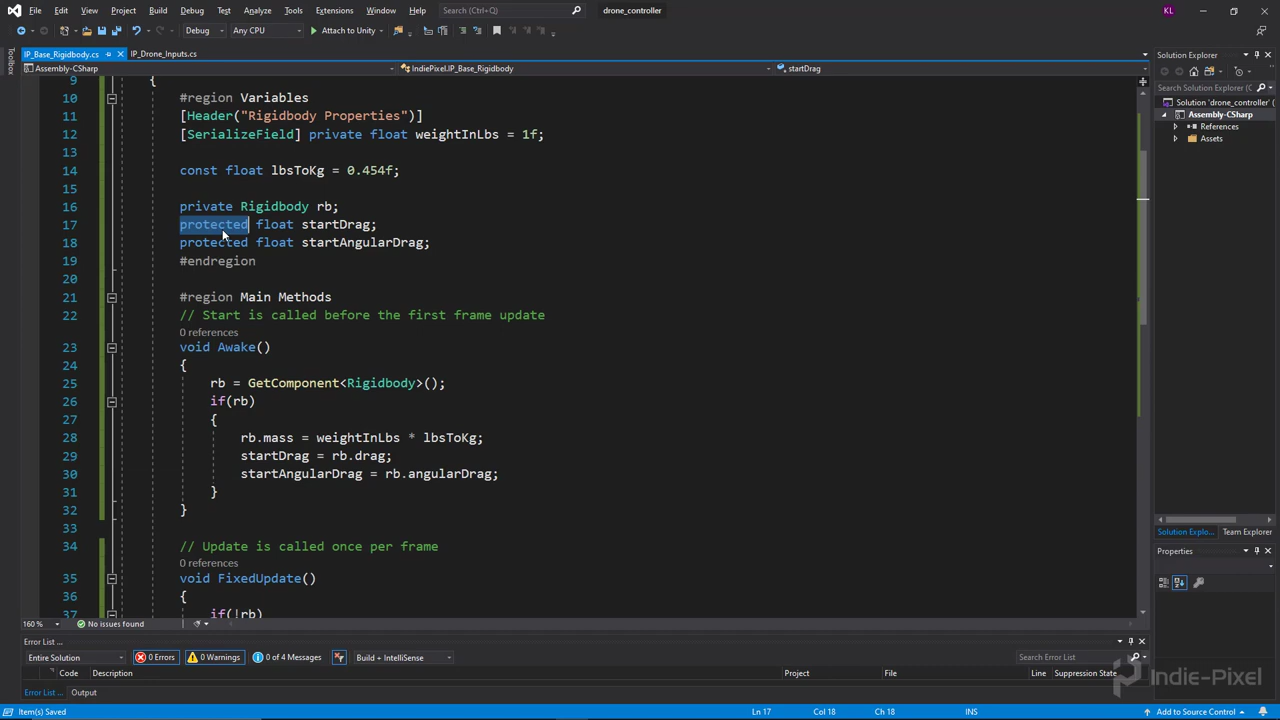 File Edit View Project Build Debug Test Analyze Tools Extensions Window Help Search (Ctrl+Q) drone_controller KL
Debug Any CPU Attach to Unity
Toolbox
IP_Base_Rigidbody.cs IP_Drone_Inputs.cs
Assembly-CSharp IndiePixel.IP_Base_Rigidbody startDrag
9 {
10 #region Variables
11 [Header("Rigidbody Properties")]
12 [SerializeField] private float weightInLbs = 1f;
13
14 const float lbsToKg = 0.454f;
15
16 private Rigidbody rb;
17 protected float startDrag;
18 protected float startAngularDrag;
19 #endregion
20
21 #region Main Methods
22 // Start is called before the first frame update
0 references
23 void Awake()
24 {
25 rb = GetComponent<Rigidbody>();
26 if(rb)
27 {
28 rb.mass = weightInLbs * lbsToKg;
29 startDrag = rb.drag;
30 startAngularDrag = rb.angularDrag;
31 }
32 }
33
34 // Update is called once per frame
0 references
35 void FixedUpdate()
36 {
37 if(!rb)
160 % No issues found
Solution Explorer
Search Solution Explorer (Ctrl+;)
Solution 'drone_controller' (
Assembly-CSharp
References
Assets
Solution Explo... Team Explorer
Properties
Error List ...
Entire Solution 0 Errors 0 Warnings 0 of 4 Messages Build + IntelliSense Search Error List
Code Description Project File Line Suppression State
Error List ... Output
Indie-Pixel
Item(s) Saved Ln 17 Col 18 Ch 18 INS Add to Source Control